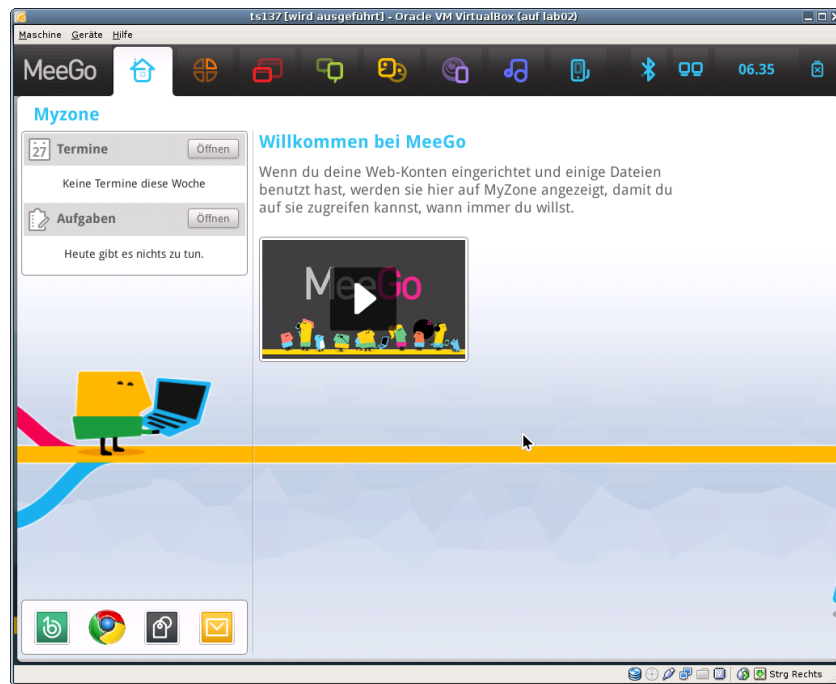 ts137 [wird ausgeführt] - Oracle VM VirtualBox (auf lab02)
Maschine Geräte Hilfe
MeeGo
06.35
Myzone
27 Termine Öffnen
Keine Termine diese Woche
Aufgaben Öffnen
Heute gibt es nichts zu tun.
Willkommen bei MeeGo
Wenn du deine Web-Konten eingerichtet und einige Dateien
benutzt hast, werden sie hier auf MyZone angezeigt, damit du
auf sie zugreifen kannst, wann immer du willst.
MeeGo
Strg Rechts